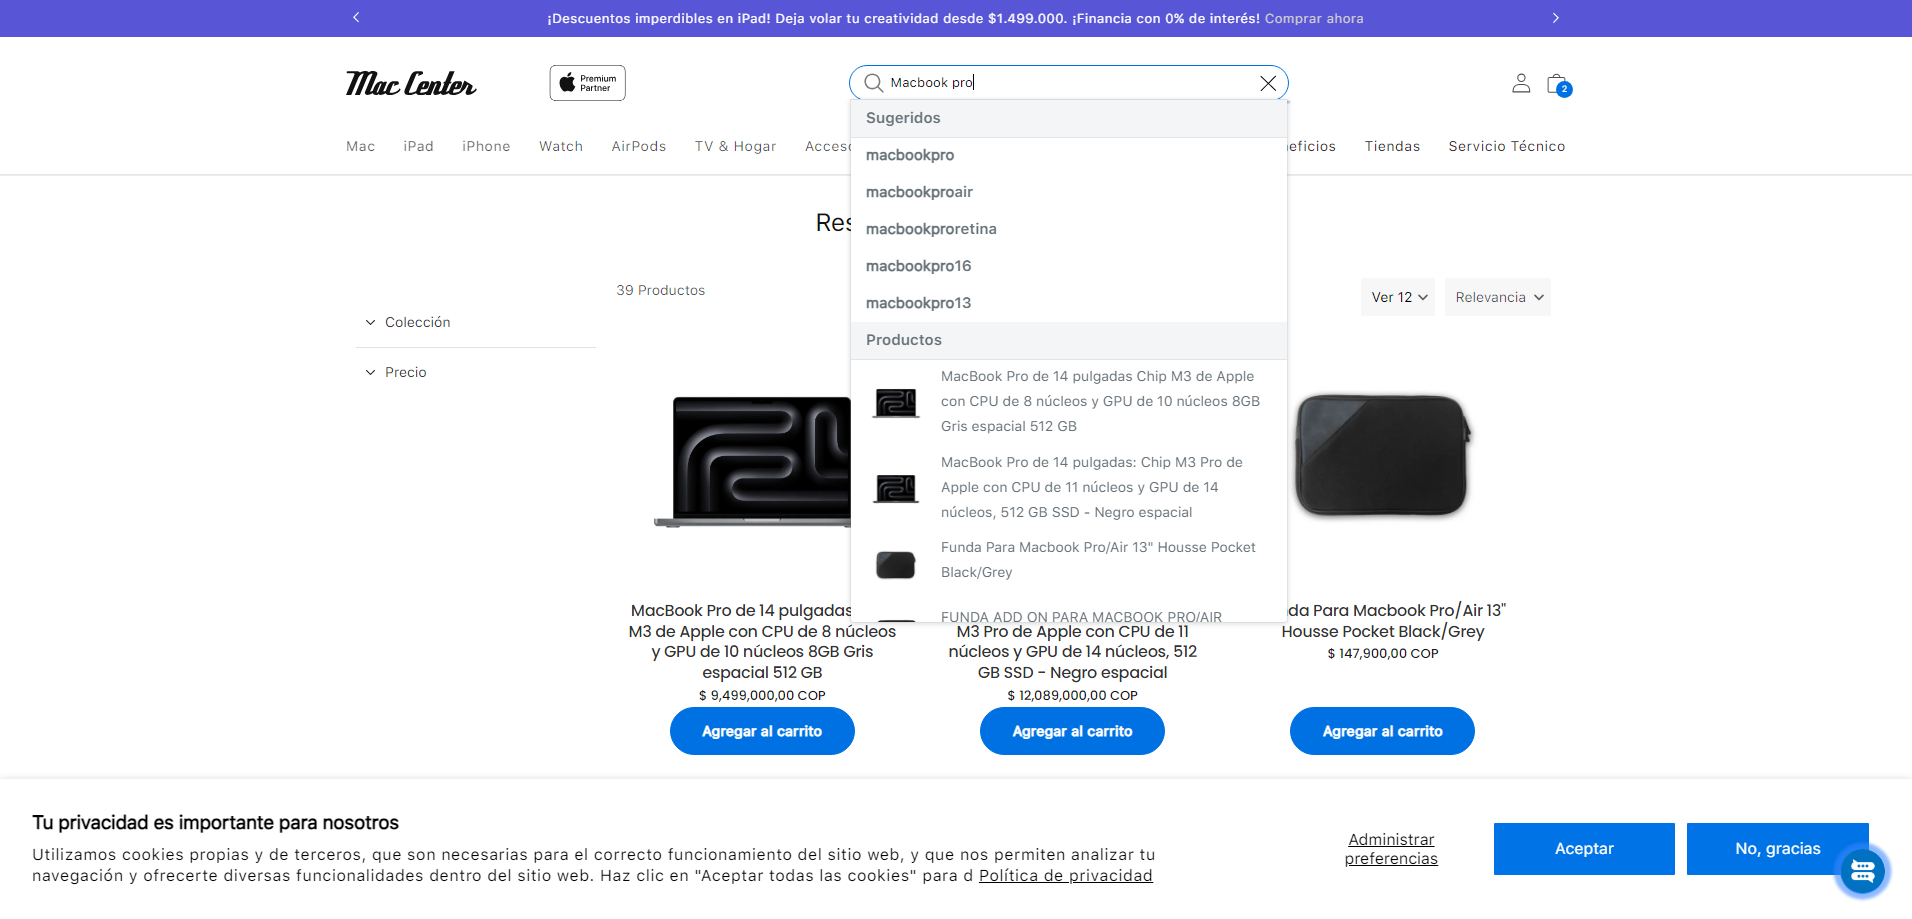 ¡Descuentos imperdibles en iPad! Deja volar tu creatividad desde $1.499.000. ¡Financia con 0% de interés! Comprar ahora
Mac Center
Premium
Partner
Macbook pro
2
Mac iPad iPhone Watch AirPods TV & Hogar Tiendas Servicio Técnico
Sugeridos
macbookpro
macbookproair
macbookproretina
macbookpro16
macbookpro13
Productos
MacBook Pro de 14 pulgadas Chip M3 de Apple
con CPU de 8 núcleos y GPU de 10 núcleos 8GB
Gris espacial 512 GB
MacBook Pro de 14 pulgadas: Chip M3 Pro de
Apple con CPU de 11 núcleos y GPU de 14
núcleos, 512 GB SSD - Negro espacial
Funda Para Macbook Pro/Air 13" Housse Pocket
Black/Grey
FUNDA ADD ON PARA MACBOOK PRO/AIR
39 Productos
Ver 12
Relevancia
Colección
Precio
MacBook Pro de 14 pulgadas
M3 de Apple con CPU de 8 núcleos
y GPU de 10 núcleos 8GB Gris
espacial 512 GB
$ 9,499,000,00 COP
Agregar al carrito
M3 Pro de Apple con CPU de 11
núcleos y GPU de 14 núcleos, 512
GB SSD - Negro espacial
$ 12,089,000,00 COP
Agregar al carrito
Para Macbook Pro/Air 13"
Housse Pocket Black/Grey
$ 147,900,00 COP
Agregar al carrito
Tu privacidad es importante para nosotros
Utilizamos cookies propias y de terceros, que son necesarias para el correcto funcionamiento del sitio web, y que nos permiten analizar tu
navegación y ofrecerte diversas funcionalidades dentro del sitio web. Haz clic en "Aceptar todas las cookies" para d Política de privacidad
Administrar
preferencias
Aceptar
No, gracias